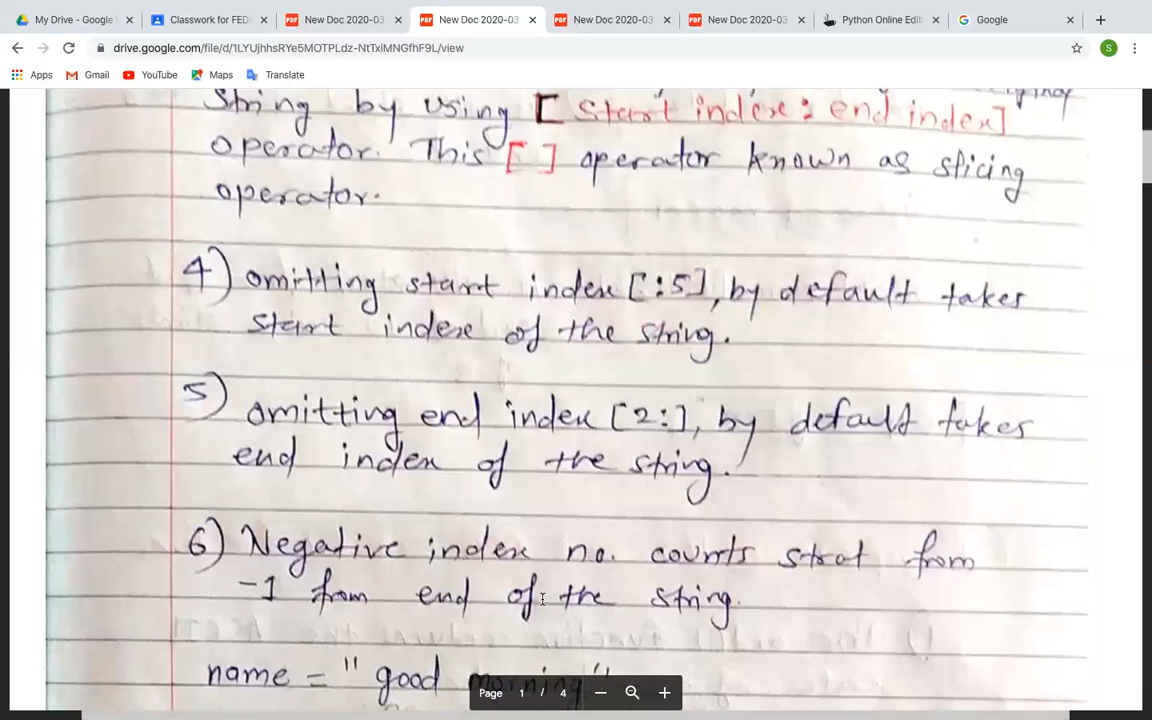 My Drive - Google
Classwork for FEDI
New Doc 2020-03
New Doc 2020-03
New Doc 2020-03
New Doc 2020-03
Python Online Edit
Google
drive.google.com/file/d/1LYUjhhsRYe5MOTPLdz-NtTxiMNGfhF9L/view
S
Apps
Gmail
YouTube
Maps
Translate
String by using [Start index : end index]
operator. This [ ] operator known as slicing
operator.
4) omitting start index [:5], by default takes
start index of the string.
5) omitting end index [2:], by default takes
end index of the string.
6) Negative index no. counts strat from
-1 from end of the string.
name = "good morning"
Page 1 / 4